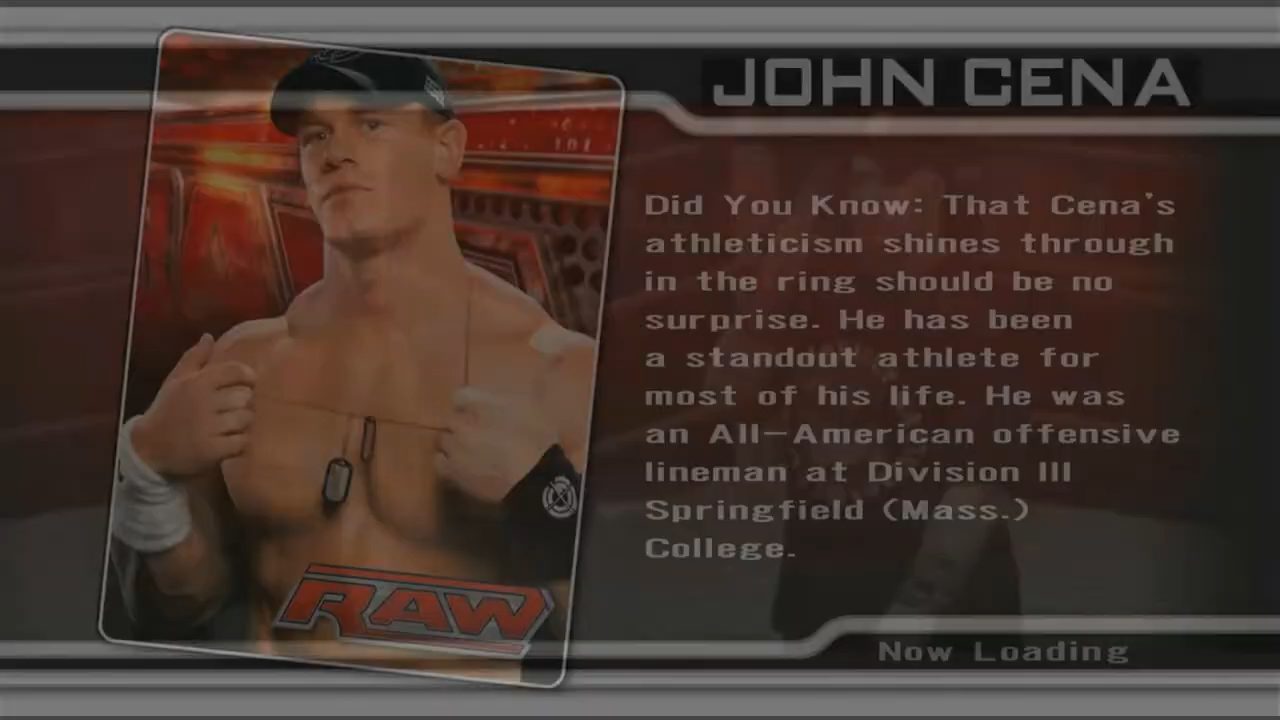 JOHN CENA
Did You Know: That Cena's
athleticism shines through
in the ring should be no
surprise. He has been
a standout athlete for
most of his life. He was
an All-American offensive
lineman at Division III
Springfield (Mass.)
College.
RAW
Now Loading